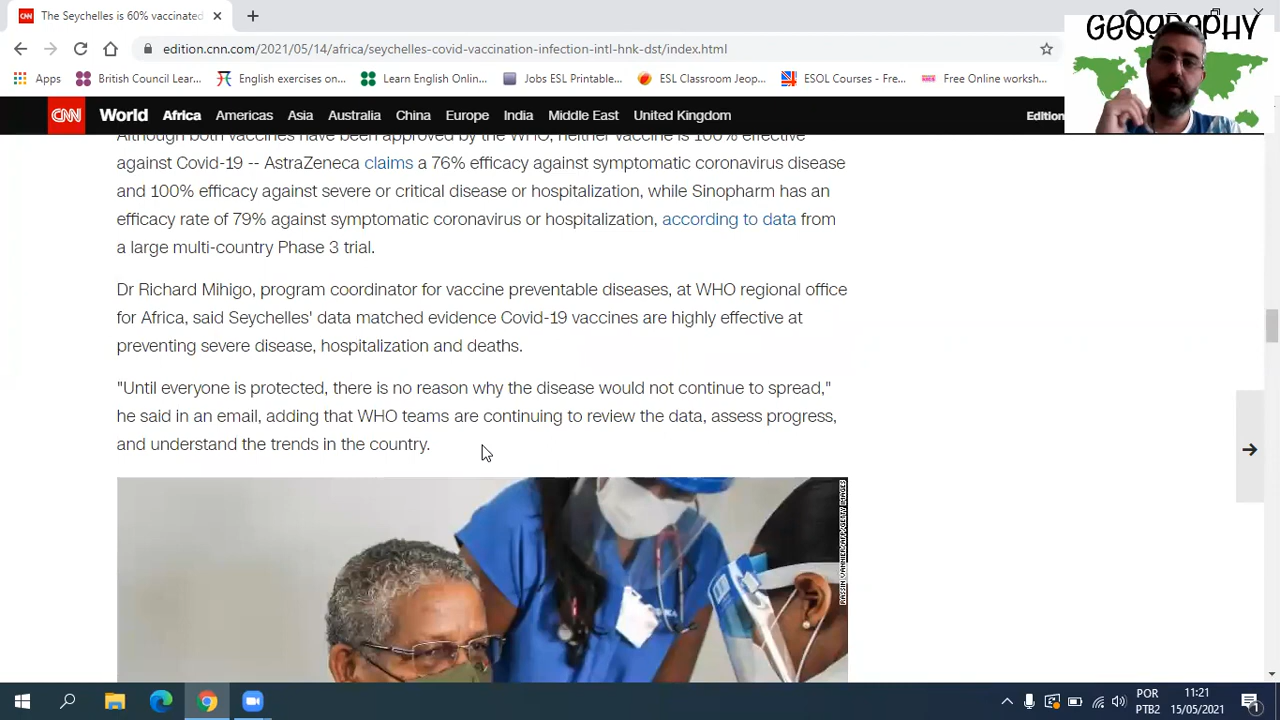 The Seychelles is 60% vaccinated
edition.cnn.com/2021/05/14/africa/seychelles-covid-vaccination-infection-intl-hnk-dst/index.html
Apps British Council Lear... English exercises on... Learn English Onlin... Jobs ESL Printable... ESL Classroom Jeop... ESOL Courses - Fre... Free Online worksh...
GEOGRAPHY
CNN World Africa Americas Asia Australia China Europe India Middle East United Kingdom Edition
Although both vaccines have been approved by the WHO, neither vaccine is 100% effective
against Covid-19 -- AstraZeneca claims a 76% efficacy against symptomatic coronavirus disease
and 100% efficacy against severe or critical disease or hospitalization, while Sinopharm has an
efficacy rate of 79% against symptomatic coronavirus or hospitalization, according to data from
a large multi-country Phase 3 trial.
Dr Richard Mihigo, program coordinator for vaccine preventable diseases, at WHO regional office
for Africa, said Seychelles' data matched evidence Covid-19 vaccines are highly effective at
preventing severe disease, hospitalization and deaths.
"Until everyone is protected, there is no reason why the disease would not continue to spread,"
he said in an email, adding that WHO teams are continuing to review the data, assess progress,
and understand the trends in the country.
POR
PTB2
11:21
15/05/2021